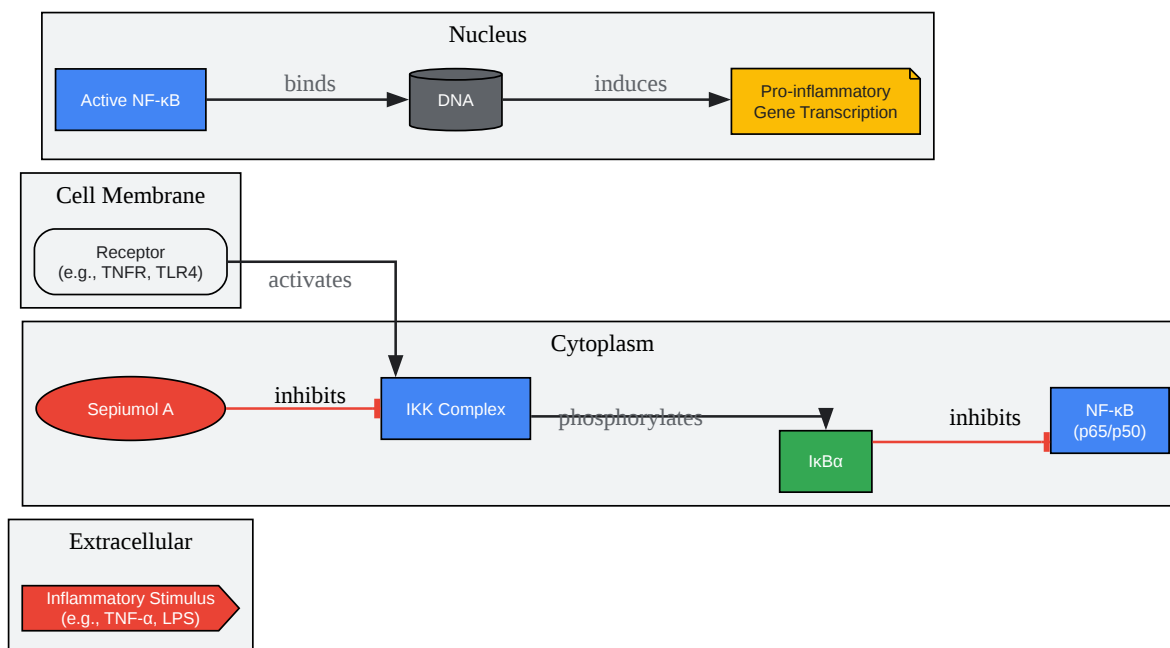 Nucleus
Active NF-κB
binds
DNA
induces
Pro-inflammatory
Gene Transcription
Cell Membrane
Receptor
(e.g., TNFR, TLR4)
activates
Cytoplasm
Sepiumol A
inhibits
IKK Complex
phosphorylates
IκBα
inhibits
NF-κB
(p65/p50)
Extracellular
Inflammatory Stimulus
(e.g., TNF-α, LPS)